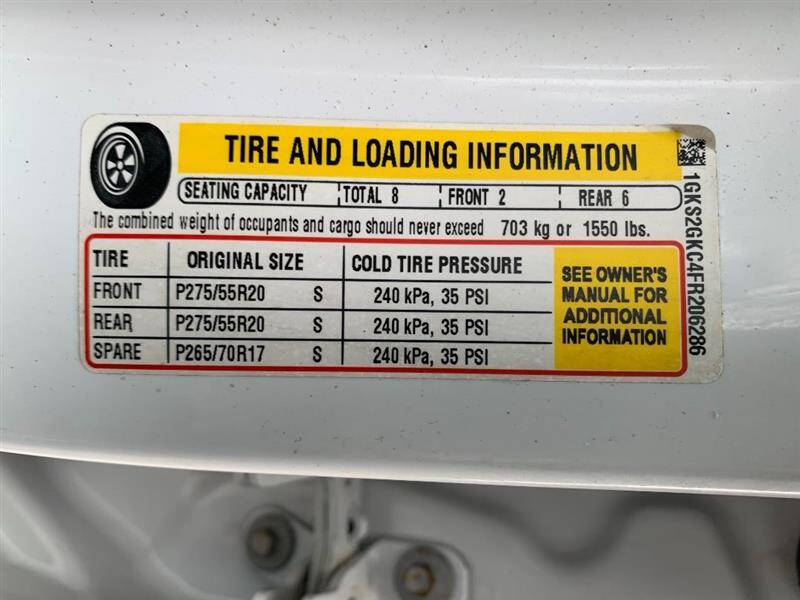 TIRE AND LOADING INFORMATION
SEATING CAPACITY TOTAL 8 FRONT 2 REAR 6
The combined weight of occupants and cargo should never exceed 703 kg or 1550 lbs.
TIRE ORIGINAL SIZE COLD TIRE PRESSURE
FRONT P275/55R20 S 240 kPa, 35 PSI
REAR P275/55R20 S 240 kPa, 35 PSI
SPARE P265/70R17 S 240 kPa, 35 PSI
SEE OWNER'S
MANUAL FOR
ADDITIONAL
INFORMATION
1GKS2GKC4FR206286